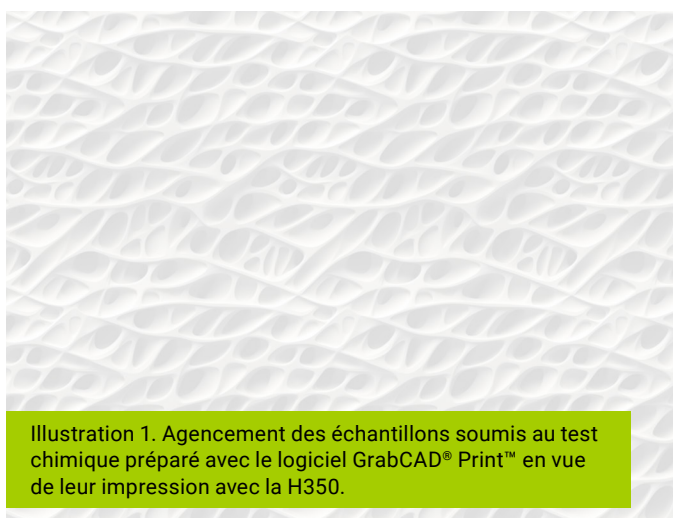 Illustration 1. Agencement des échantillons soumis au test
chimique préparé avec le logiciel GrabCAD® Print™ en vue
de leur impression avec la H350.